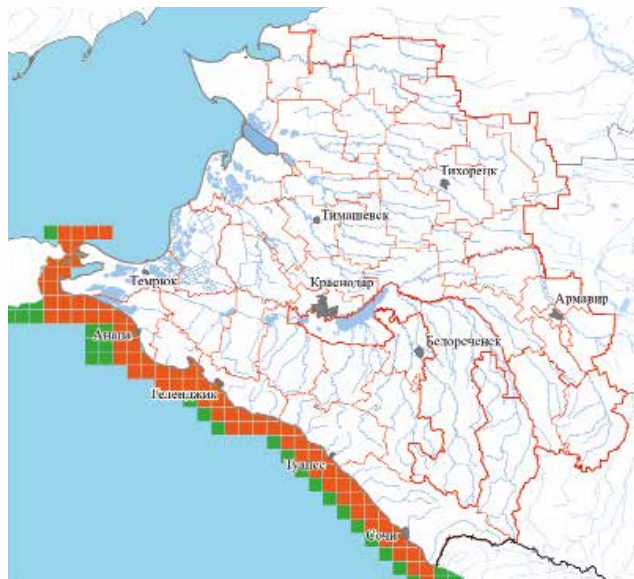 Тихорецк
Тимашевск
Темрюк
Краснодар
Армавир
Анапа
Белореченск
Геленджик
Туапсе
Сочи